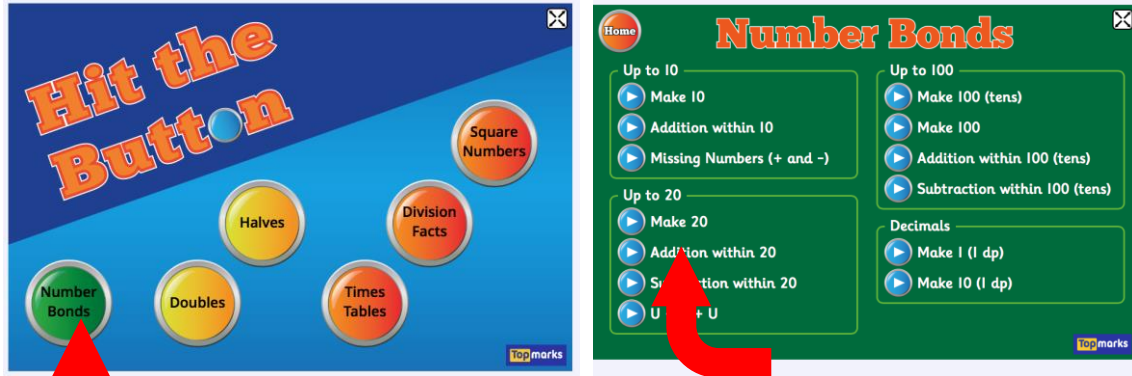 Hit the
Button
Square
Numbers
Halves
Division
Facts
Number
Bonds
Doubles
Times
Tables
Topmarks
Home
Number Bonds
Up to 10
Make 10
Addition within 10
Missing Numbers (+ and -)
Up to 20
Make 20
Addition within 20
within 20
U
+ U
Up to 100
Make 100 (tens)
Make 100
Addition within 100 (tens)
Subtraction within 100 (tens)
Decimals
Make 1 (1 dp)
Make 10 (1 dp)
Topmarks